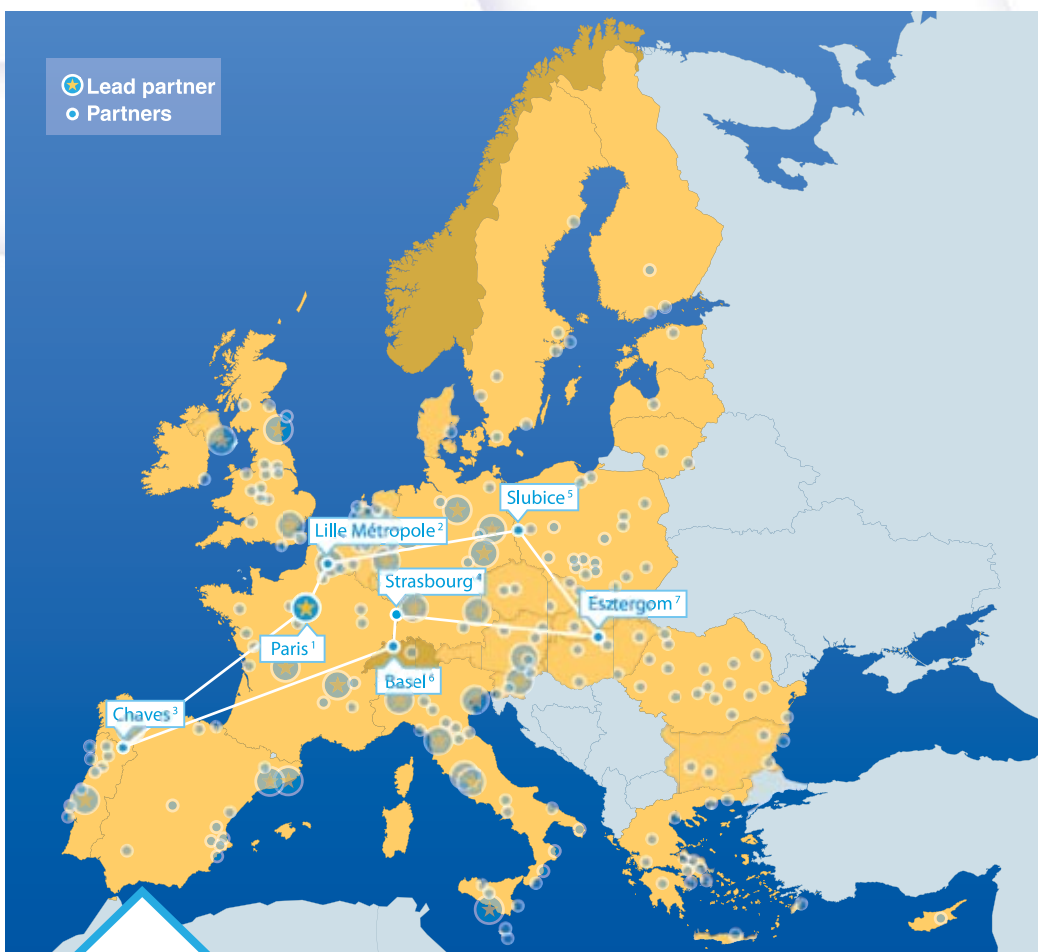 Lead partner
Partners
Slubice 5
Lille Métropole 2
Strasbourg 4
Esztergom 7
Paris 1
Basel 6
Chaves 3